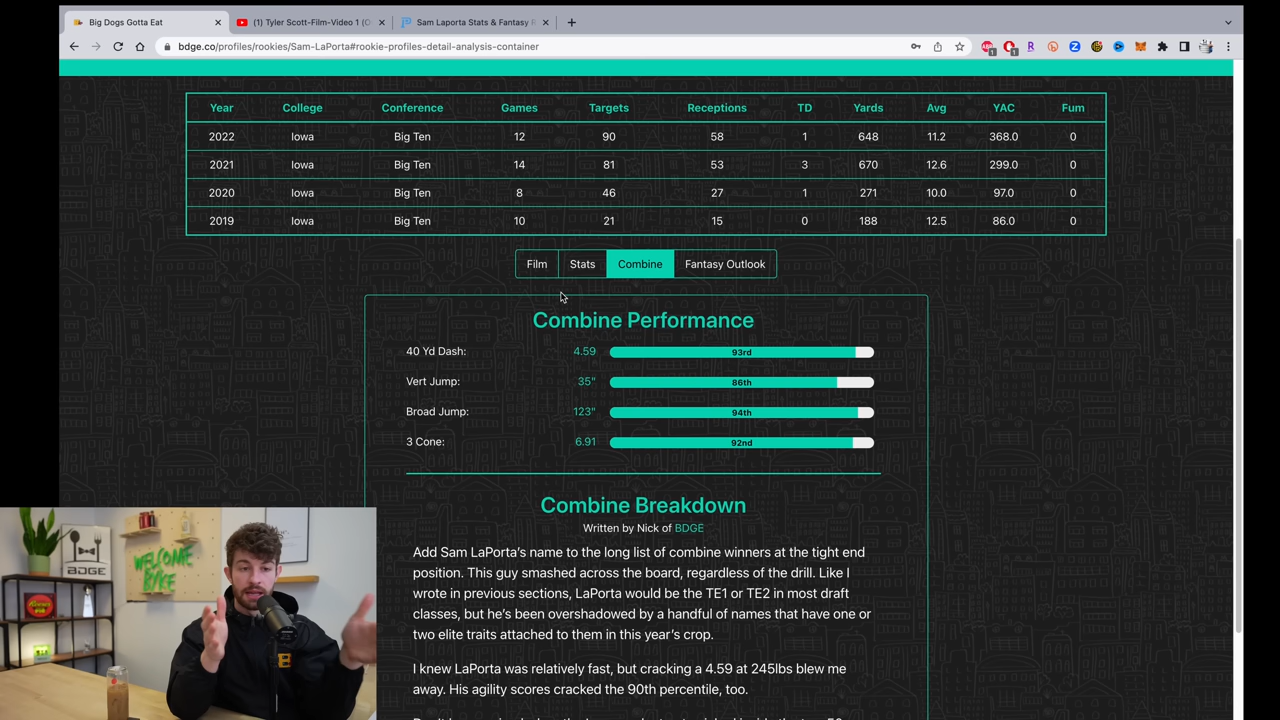 Big Dogs Gotta Eat
(1) Tyler Scott-Film-Video 1 (O
Sam Laporta Stats & Fantasy R
bdge.co/profiles/rookies/Sam-LaPorta#rookie-profiles-detail-analysis-container
Year College Conference Games Targets Receptions TD Yards Avg YAC Fum
2022 Iowa Big Ten 12 90 58 1 648 11.2 368.0 0
2021 Iowa Big Ten 14 81 53 3 670 12.6 299.0 0
2020 Iowa Big Ten 8 46 27 1 271 10.0 97.0 0
2019 Iowa Big Ten 10 21 15 0 188 12.5 86.0 0
Film Stats Combine Fantasy Outlook
Combine Performance
40 Yd Dash: 4.59 93rd
Vert Jump: 35" 86th
Broad Jump: 123" 94th
3 Cone: 6.91 92nd
Combine Breakdown
Written by Nick of BDGE
Add Sam LaPorta's name to the long list of combine winners at the tight end
position. This guy smashed across the board, regardless of the drill. Like I
wrote in previous sections, LaPorta would be the TE1 or TE2 in most draft
classes, but he's been overshadowed by a handful of names that have one or
two elite traits attached to them in this year's crop.
I knew LaPorta was relatively fast, but cracking a 4.59 at 245lbs blew me
away. His agility scores cracked the 90th percentile, too.
BDGE
WELCOME